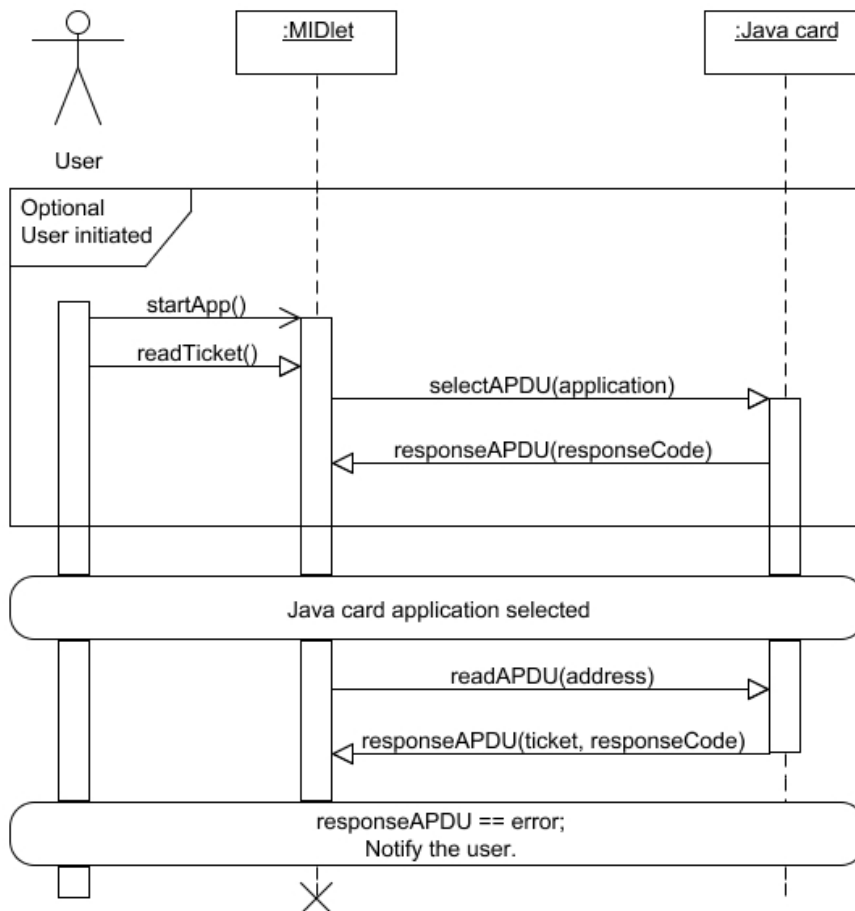 :MIDlet
:Java card
User
Optional
User initiated
startApp()
readTicket()
selectAPDU(application)
responseAPDU(responseCode)
Java card application selected
readAPDU(address)
responseAPDU(ticket, responseCode)
responseAPDU == error;
Notify the user.